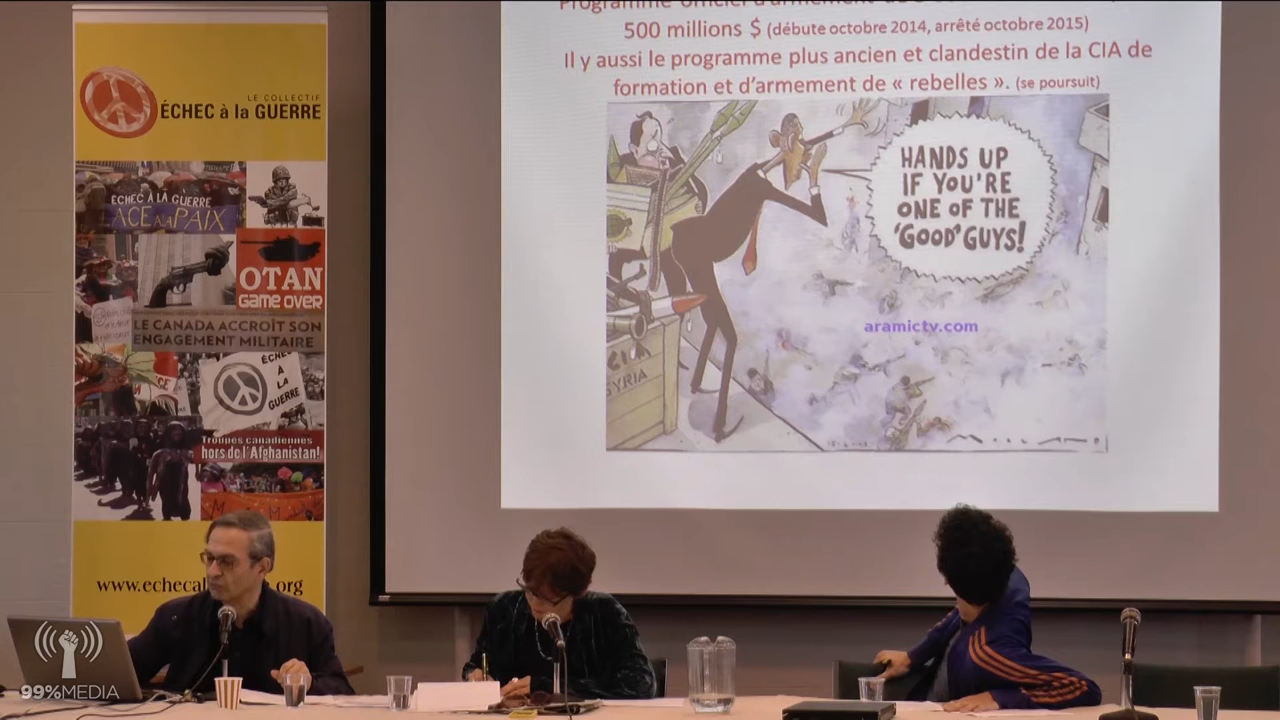 LE COLLECTIF
ÉCHEC à la GUERRE
ÉCHEC À LA GUERRE
OTAN
GAME OVER
LE CANADA ACCROÎT SON
ENGAGEMENT MILITAIRE
À
LA
GUERRE
Troupes canadiennes
hors de l'Afghanistan!
www.echecal
.org
99%MEDIA
500 millions $ (débute octobre 2014, arrêté octobre 2015)
Il y aussi le programme plus ancien et clandestin de la CIA de
formation et d'armement de « rebelles ». (se poursuit)
HANDS UP
IF YOU'RE
ONE OF THE
'GOOD' GUYS!
aramictv.com
CIA
SYRIA